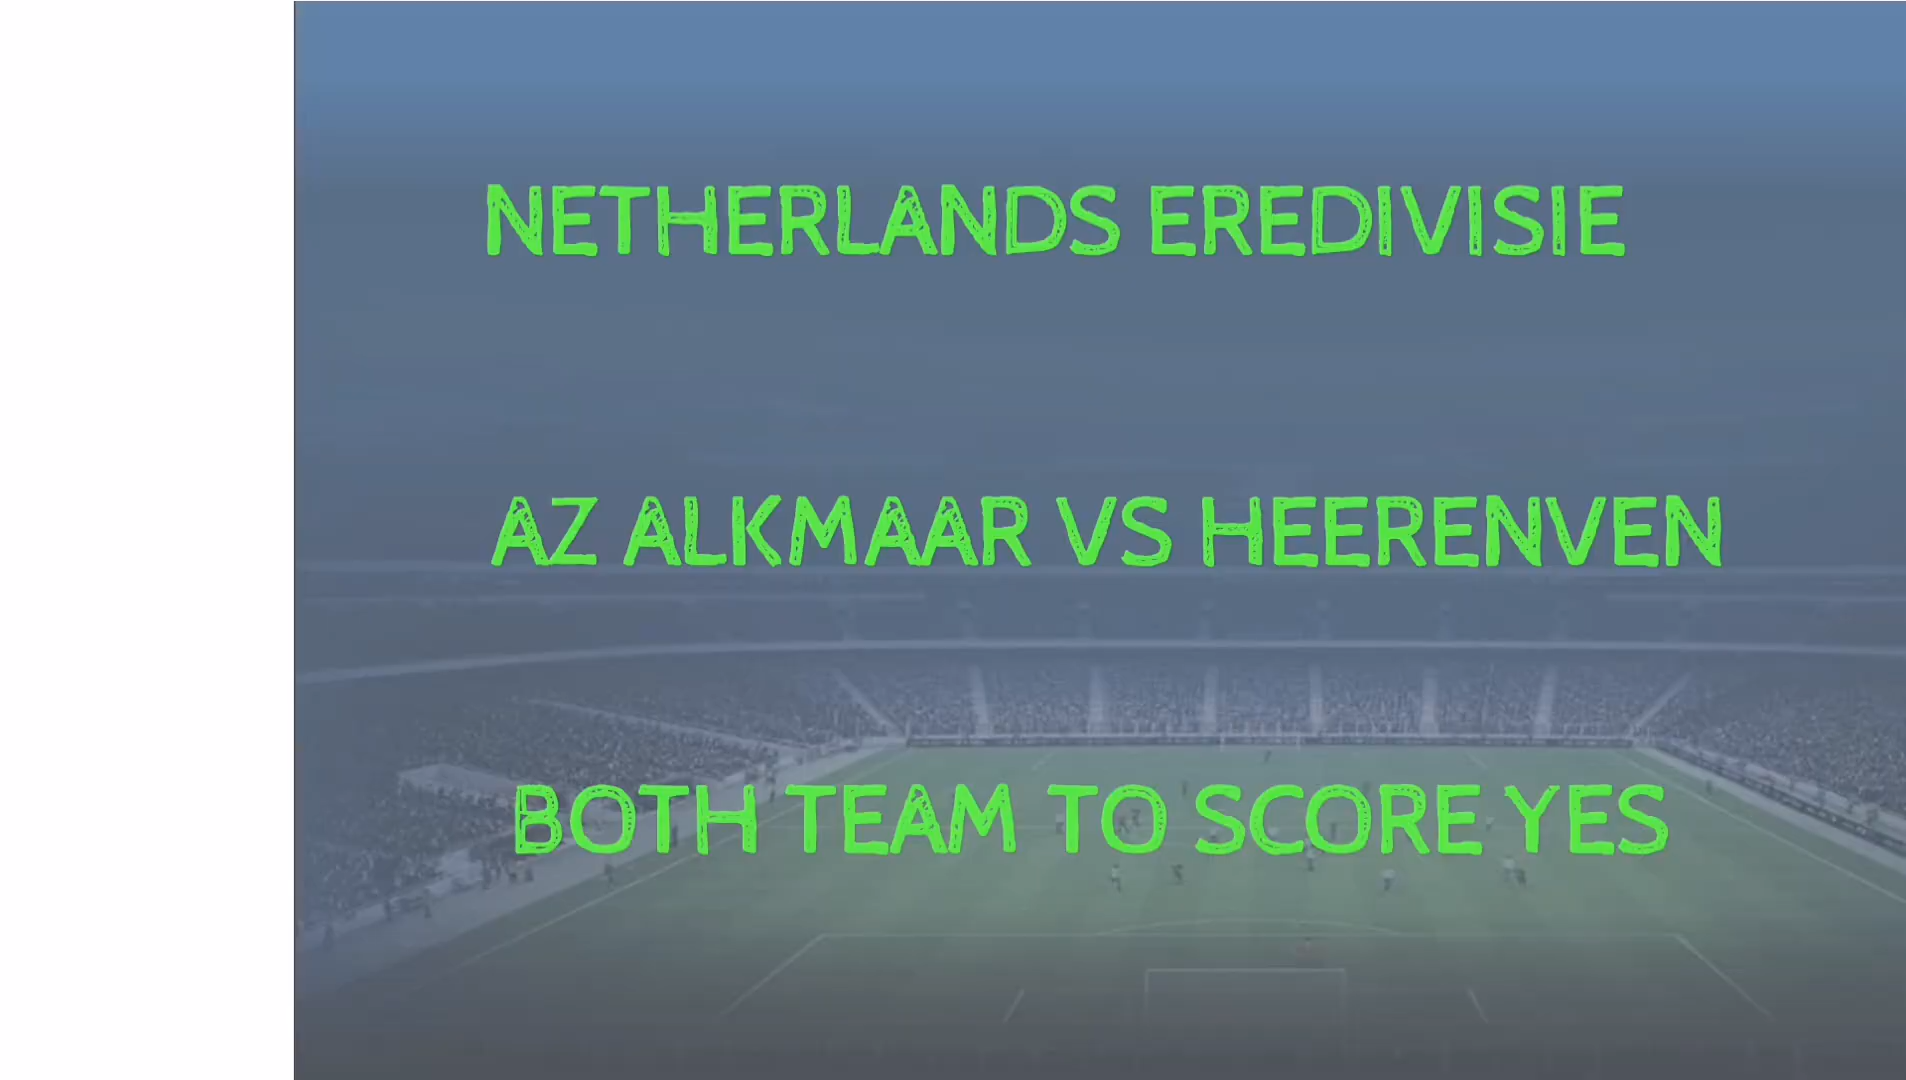 NETHERLANDS EREDIVISIE
AZ ALKMAAR VS HEERENVEN
BOTH TEAM TO SCORE YES